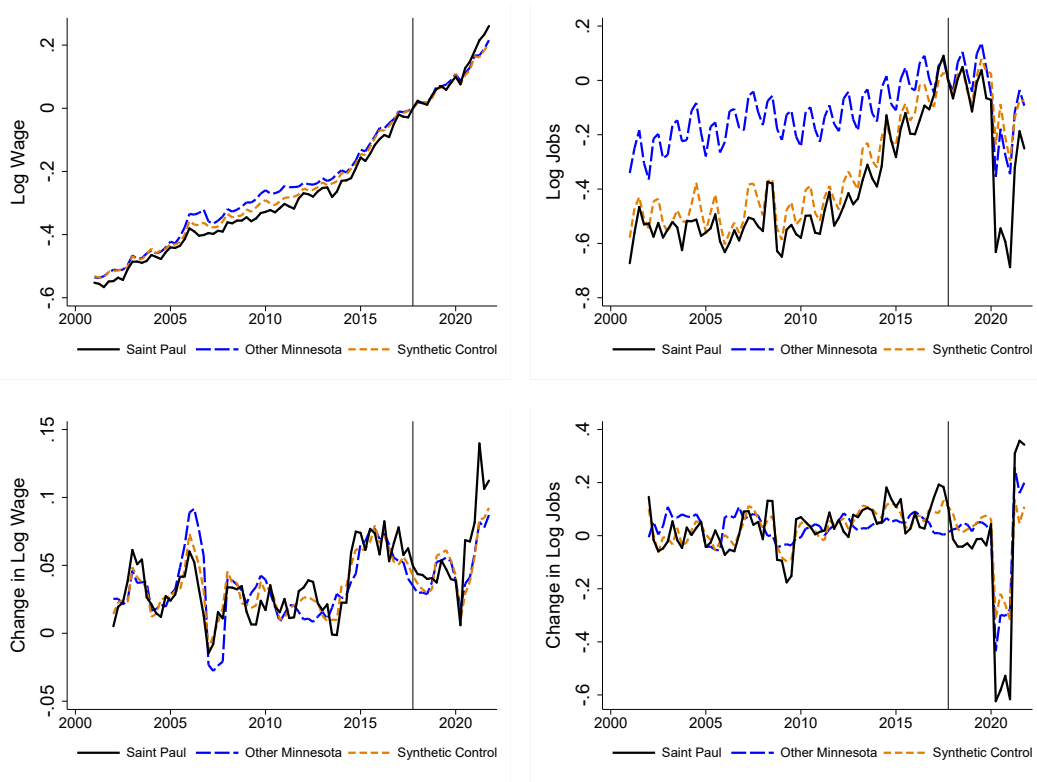 Log Wage
.2
0
-.2
-.4
-.6
2000 2005 2010 2015 2020
Saint Paul Other Minnesota Synthetic Control
Log Jobs
.2
0
-.2
-.4
-.6
-.8
2000 2005 2010 2015 2020
Saint Paul Other Minnesota Synthetic Control
Change in Log Wage
.15
.1
.05
0
-.05
2000 2005 2010 2015 2020
Saint Paul Other Minnesota Synthetic Control
Change in Log Jobs
.4
.2
0
-.2
-.4
-.6
2000 2005 2010 2015 2020
Saint Paul Other Minnesota Synthetic Control